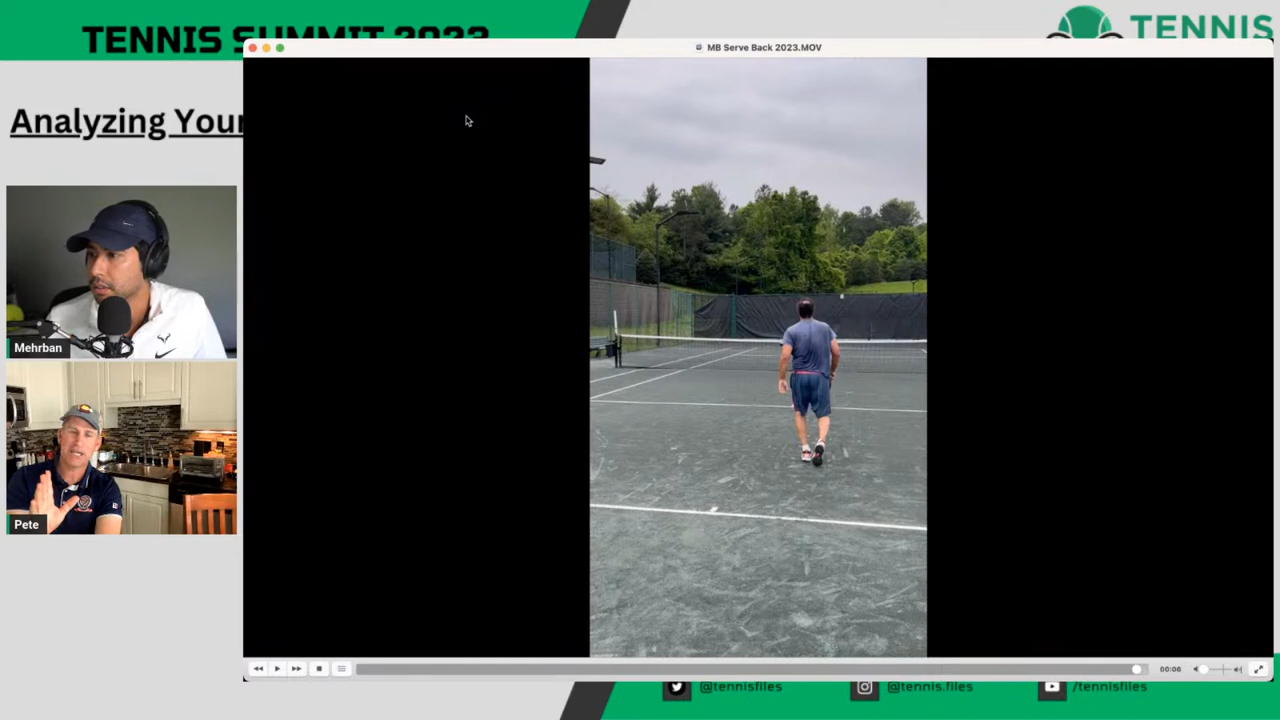 TENNIS SUMMIT 2023
TENNIS
MB Serve Back 2023.MOV
Analyzing Your
Mehrban
Pete
00:06
@tennisfiles
@tennis.files
/tennisfiles